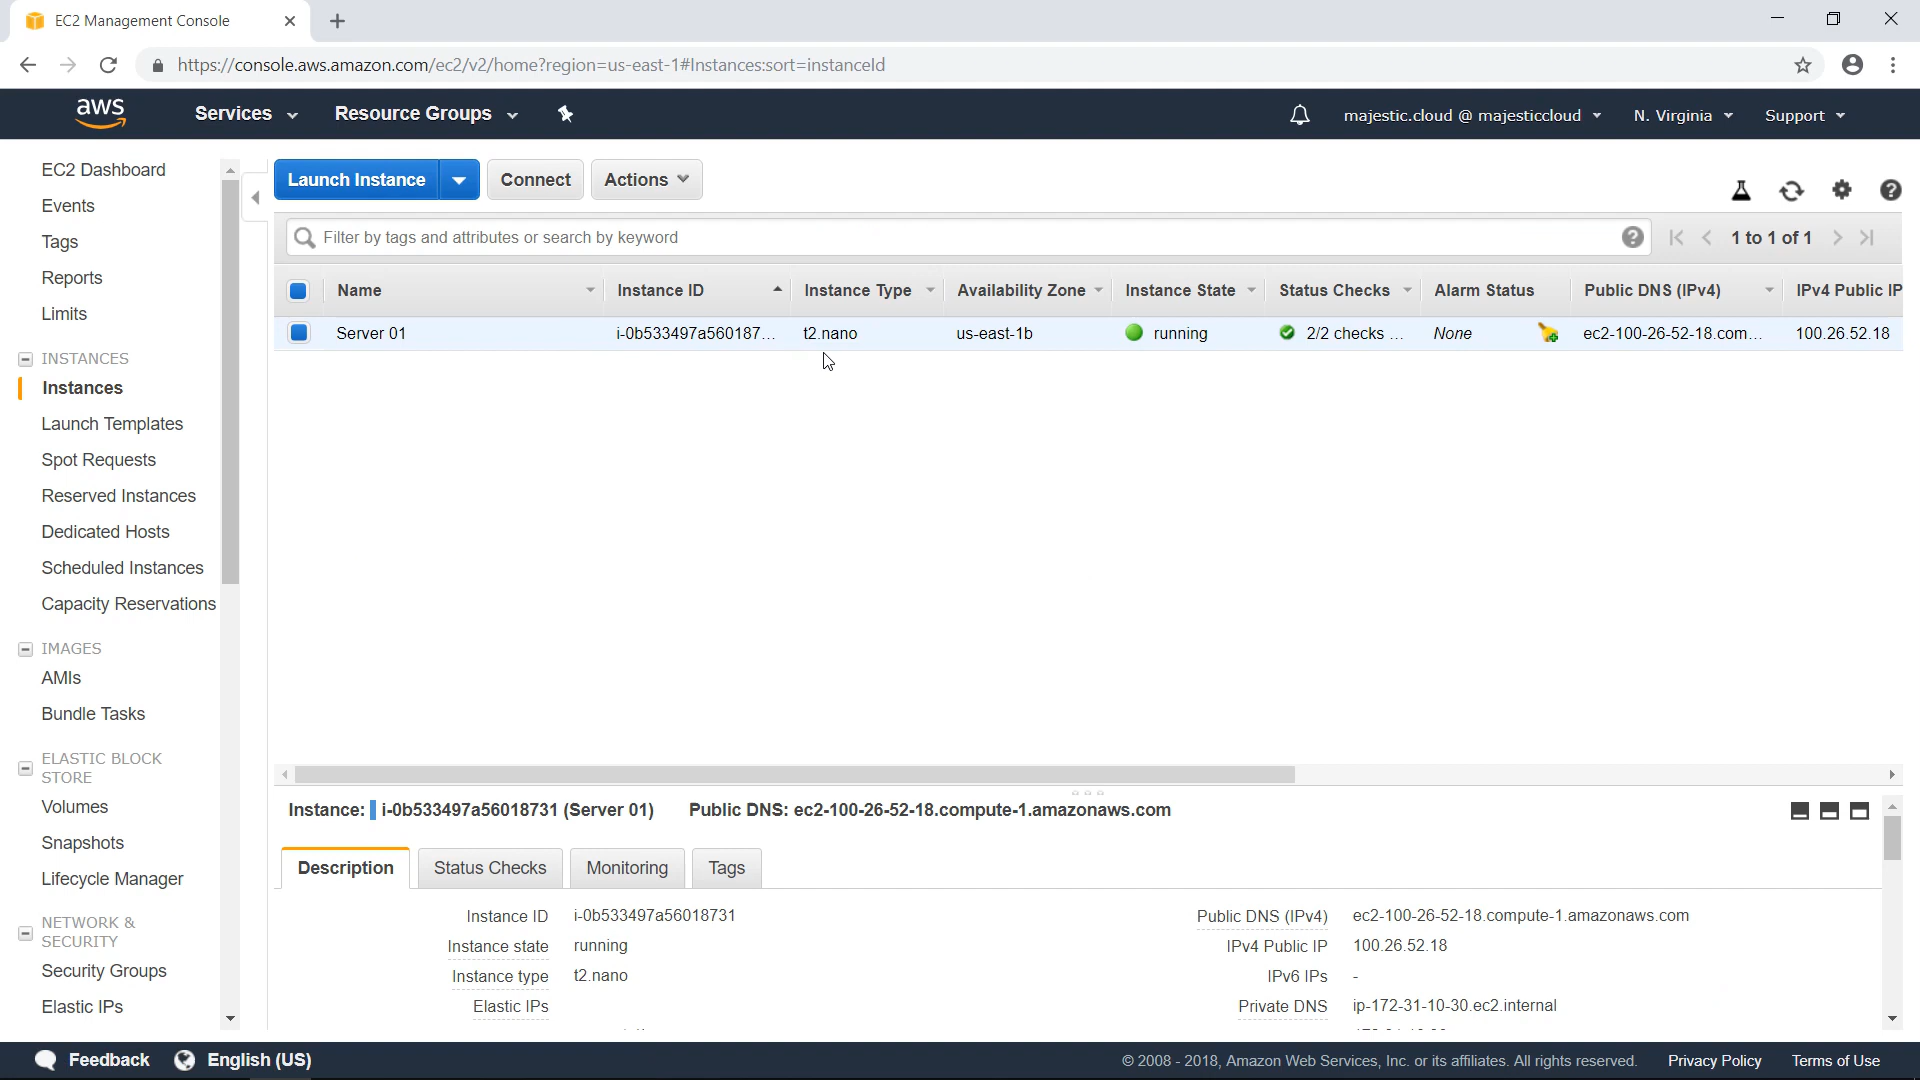 EC2 Management Console
https://console.aws.amazon.com/ec2/v2/home?region=us-east-1#Instances:sort=instanceId
aws
Services
Resource Groups
majestic.cloud @ majesticcloud
N. Virginia
Support
EC2 Dashboard
Events
Tags
Reports
Limits
INSTANCES
Instances
Launch Templates
Spot Requests
Reserved Instances
Dedicated Hosts
Scheduled Instances
Capacity Reservations
IMAGES
AMIs
Bundle Tasks
ELASTIC BLOCK
STORE
Volumes
Snapshots
Lifecycle Manager
NETWORK &
SECURITY
Security Groups
Elastic IPs
Launch Instance
Connect
Actions
Filter by tags and attributes or search by keyword
1 to 1 of 1
Name Instance ID Instance Type Availability Zone Instance State Status Checks Alarm Status Public DNS (IPv4) IPv4 Public IP
Server 01 i-0b533497a560187... t2.nano us-east-1b running 2/2 checks ... None ec2-100-26-52-18.com... 100.26.52.18
Instance: i-0b533497a56018731 (Server 01) Public DNS: ec2-100-26-52-18.compute-1.amazonaws.com
Description
Status Checks
Monitoring
Tags
Instance ID i-0b533497a56018731
Instance state running
Instance type t2.nano
Elastic IPs
Public DNS (IPv4) ec2-100-26-52-18.compute-1.amazonaws.com
IPv4 Public IP 100.26.52.18
IPv6 IPs -
Private DNS ip-172-31-10-30.ec2.internal
Feedback
English (US)
© 2008 - 2018, Amazon Web Services, Inc. or its affiliates. All rights reserved.
Privacy Policy
Terms of Use